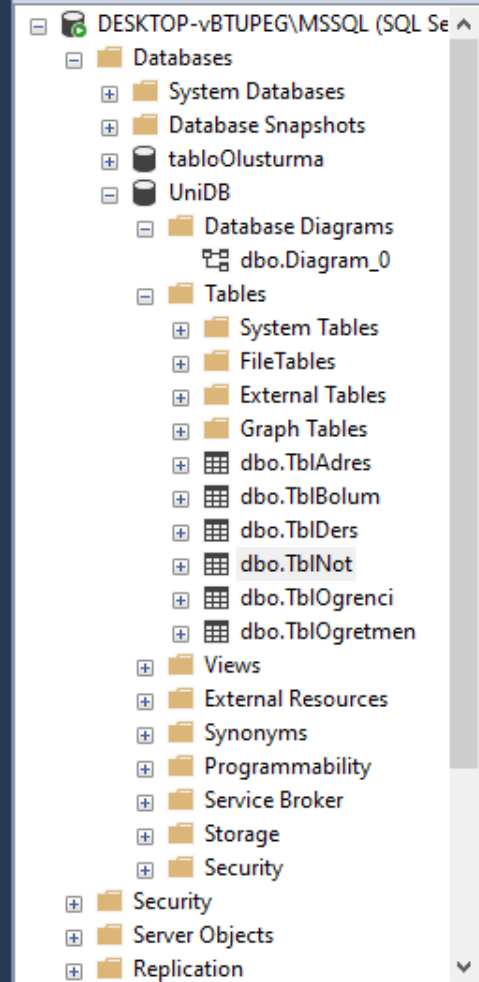 DESKTOP-vBTUPEG\MSSQL (SQL Se
Databases
System Databases
Database Snapshots
tabloOlusturma
UniDB
Database Diagrams
dbo.Diagram_0
Tables
System Tables
FileTables
External Tables
Graph Tables
dbo.TblAdres
dbo.TblBolum
dbo.TblDers
dbo.TblNot
dbo.TblOgrenci
dbo.TblOgretmen
Views
External Resources
Synonyms
Programmability
Service Broker
Storage
Security
Security
Server Objects
Replication